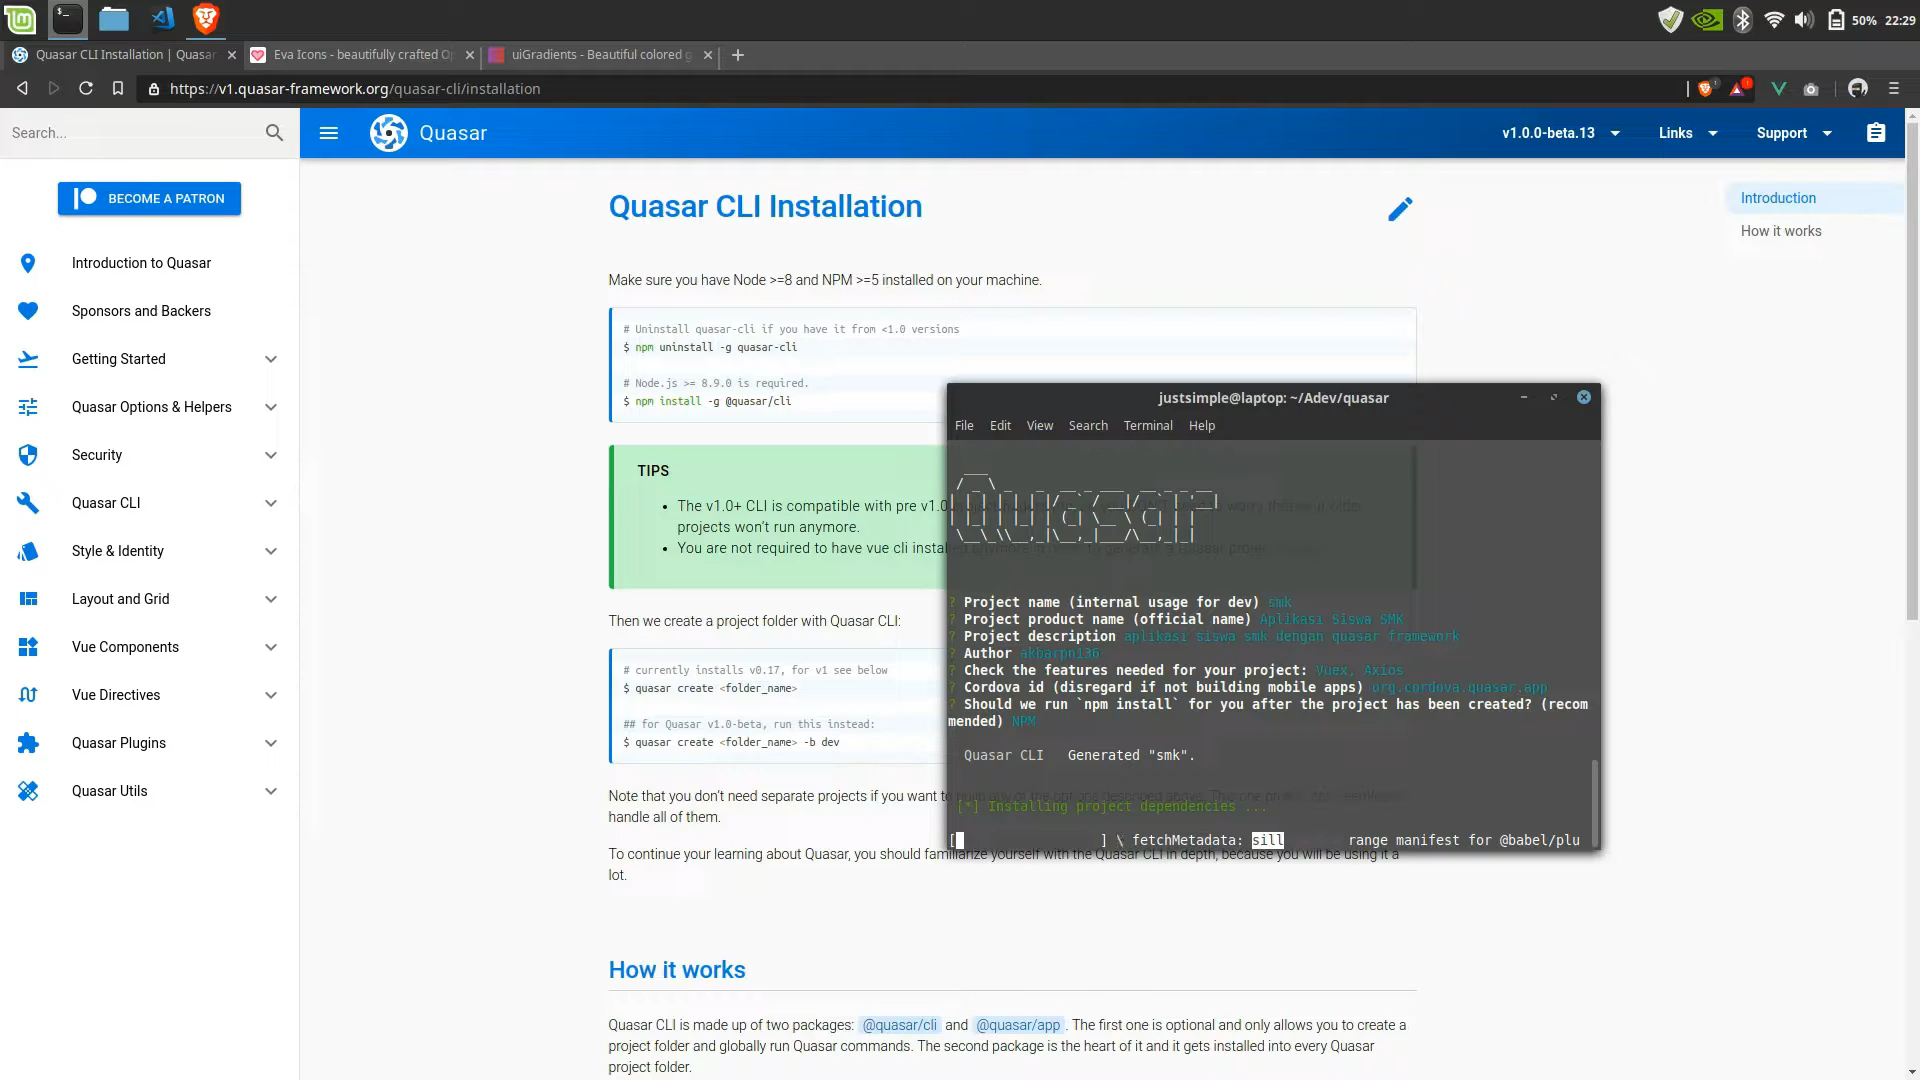 50% 22:29
Quasar CLI Installation | Quasar
Eva Icons - beautifully crafted Op
uiGradients - Beautiful colored g
https://v1.quasar-framework.org/quasar-cli/installation
Search...
Quasar
v1.0.0-beta.13
Links
Support
BECOME A PATRON
Introduction to Quasar
Sponsors and Backers
Getting Started
Quasar Options & Helpers
Security
Quasar CLI
Style & Identity
Layout and Grid
Vue Components
Vue Directives
Quasar Plugins
Quasar Utils
Quasar CLI Installation
Make sure you have Node >=8 and NPM >=5 installed on your machine.
# Uninstall quasar-cli if you have it from <1.0 versions
$ npm uninstall -g quasar-cli
# Node.js >= 8.9.0 is required.
$ npm install -g @quasar/cli
TIPS
• The v1.0+ CLI is compatible with pre v1.0
projects won't run anymore.
• You are not required to have vue cli
Then we create a project folder with Quasar CLI:
# currently installs v0.17, for v1 see below
$ quasar create <folder_name>
## for Quasar v1.0-beta, run this instead:
$ quasar create <folder_name> -b dev
Note that you don't need separate projects if you want to
handle all of them.
To continue your learning about Quasar, you should familiarize yourself with the Quasar CLI in depth, because you will be using it a
lot.
How it works
Quasar CLI is made up of two packages: @quasar/cli and @quasar/app. The first one is optional and only allows you to create a
project folder and globally run Quasar commands. The second package is the heart of it and it gets installed into every Quasar
project folder.
Introduction
How it works
justsimple@laptop: ~/Adev/quasar
File Edit View Search Terminal Help
Quasar
? Project name (internal usage for dev) smk
? Project product name (official name) Aplikasi Siswa SMK
? Project description aplikasi siswa smk dengan quasar framework
? Author akbarpn136
? Check the features needed for your project: Vuex, Axios
? Cordova id (disregard if not building mobile apps) org.cordova.quasar.app
? Should we run `npm install` for you after the project has been created? (recom
mended) NPM
Quasar CLI Generated "smk".
[*] Installing project dependencies ...
[ ] \ fetchMetadata: sill range manifest for @babel/plu